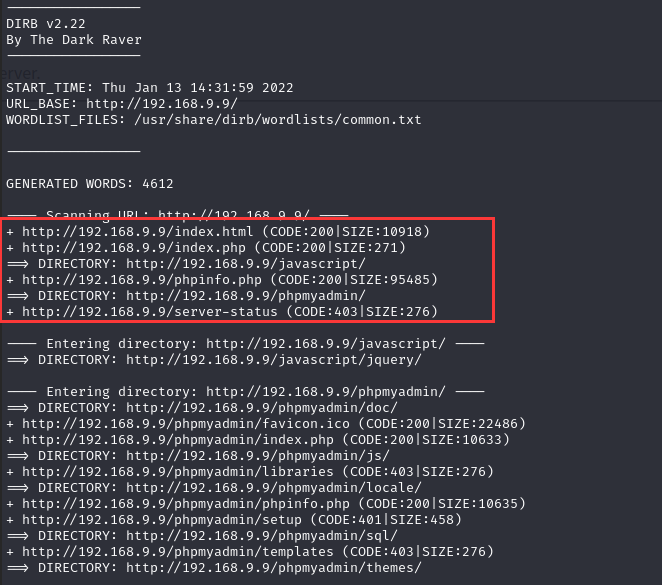 DIRB v2.22
By The Dark Raver
erver.
START_TIME: Thu Jan 13 14:31:59 2022
URL_BASE: http://192.168.9.9/
WORDLIST_FILES: /usr/share/dirb/wordlists/common.txt
GENERATED WORDS: 4612
---- Scanning URL: http://192.168.9.9/ ----
+ http://192.168.9.9/index.html (CODE:200|SIZE:10918)
+ http://192.168.9.9/index.php (CODE:200|SIZE:271)
==> DIRECTORY: http://192.168.9.9/javascript/
+ http://192.168.9.9/phpinfo.php (CODE:200|SIZE:95485)
==> DIRECTORY: http://192.168.9.9/phpmyadmin/
+ http://192.168.9.9/server-status (CODE:403|SIZE:276)
---- Entering directory: http://192.168.9.9/javascript/ ----
==> DIRECTORY: http://192.168.9.9/javascript/jquery/
---- Entering directory: http://192.168.9.9/phpmyadmin/ ----
==> DIRECTORY: http://192.168.9.9/phpmyadmin/doc/
+ http://192.168.9.9/phpmyadmin/favicon.ico (CODE:200|SIZE:22486)
+ http://192.168.9.9/phpmyadmin/index.php (CODE:200|SIZE:10633)
==> DIRECTORY: http://192.168.9.9/phpmyadmin/js/
+ http://192.168.9.9/phpmyadmin/libraries (CODE:403|SIZE:276)
==> DIRECTORY: http://192.168.9.9/phpmyadmin/locale/
+ http://192.168.9.9/phpmyadmin/phpinfo.php (CODE:200|SIZE:10635)
+ http://192.168.9.9/phpmyadmin/setup (CODE:401|SIZE:458)
==> DIRECTORY: http://192.168.9.9/phpmyadmin/sql/
+ http://192.168.9.9/phpmyadmin/templates (CODE:403|SIZE:276)
==> DIRECTORY: http://192.168.9.9/phpmyadmin/themes/